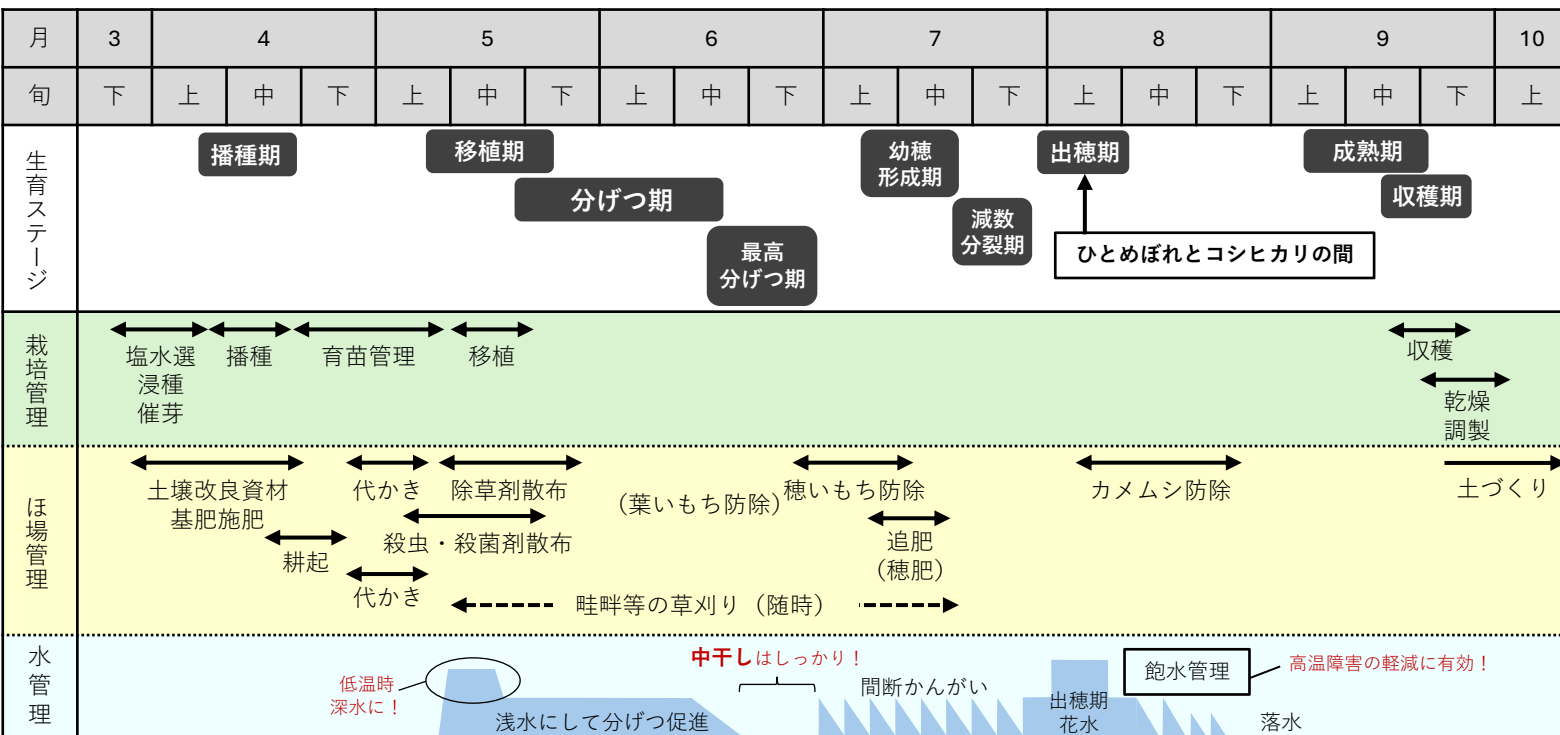 月 3 4 5 6 7 8 9 10
旬 下 上 中 下 上 中 下 上 中 下 上 中 下 上 中 下 上 中 下 上
生育ステージ
播種期
移植期
幼穂
形成期
出穂期
成熟期
分げつ期
収穫期
減数
分裂期
最高
分げつ期
ひとめぼれとコシヒカリの間
栽培管理
塩水選
浸種
催芽
播種
育苗管理
移植
収穫
乾燥
調製
ほ場管理
土壌改良資材
基肥施肥
代かき
除草剤散布
(葉いもち防除)
穂いもち防除
カメムシ防除
土づくり
耕起
殺虫・殺菌剤散布
追肥
(穂肥)
代かき
畦畔等の草刈り(随時)
水管理
低温時
深水に!
浅水にして分げつ促進
中干しはしっかり!
間断かんがい
出穂期
花水
飽水管理
高温障害の軽減に有効!
落水